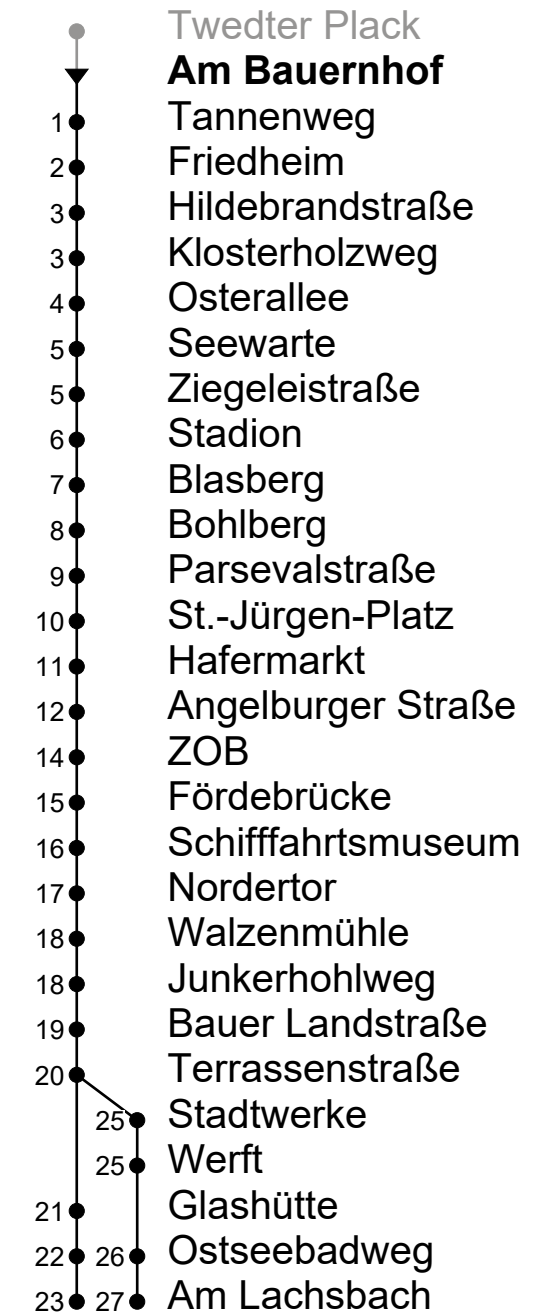 Twedter Plack
Am Bauernhof
1 Tannenweg
2 Friedheim
3 Hildebrandstraße
3 Klosterholzweg
4 Osterallee
5 Seewarte
5 Ziegeleistraße
6 Stadion
7 Blasberg
8 Bohlberg
9 Parsevalstraße
10 St.-Jürgen-Platz
11 Hafermarkt
12 Angelburger Straße
14 ZOB
15 Fördebrücke
16 Schifffahrtsmuseum
17 Nordertor
18 Walzenmühle
18 Junkerhohlweg
19 Bauer Landstraße
20 Terrassenstraße
25 Stadtwerke
25 Werft
21 Glashütte
22 26 Ostseebadweg
23 27 Am Lachsbach